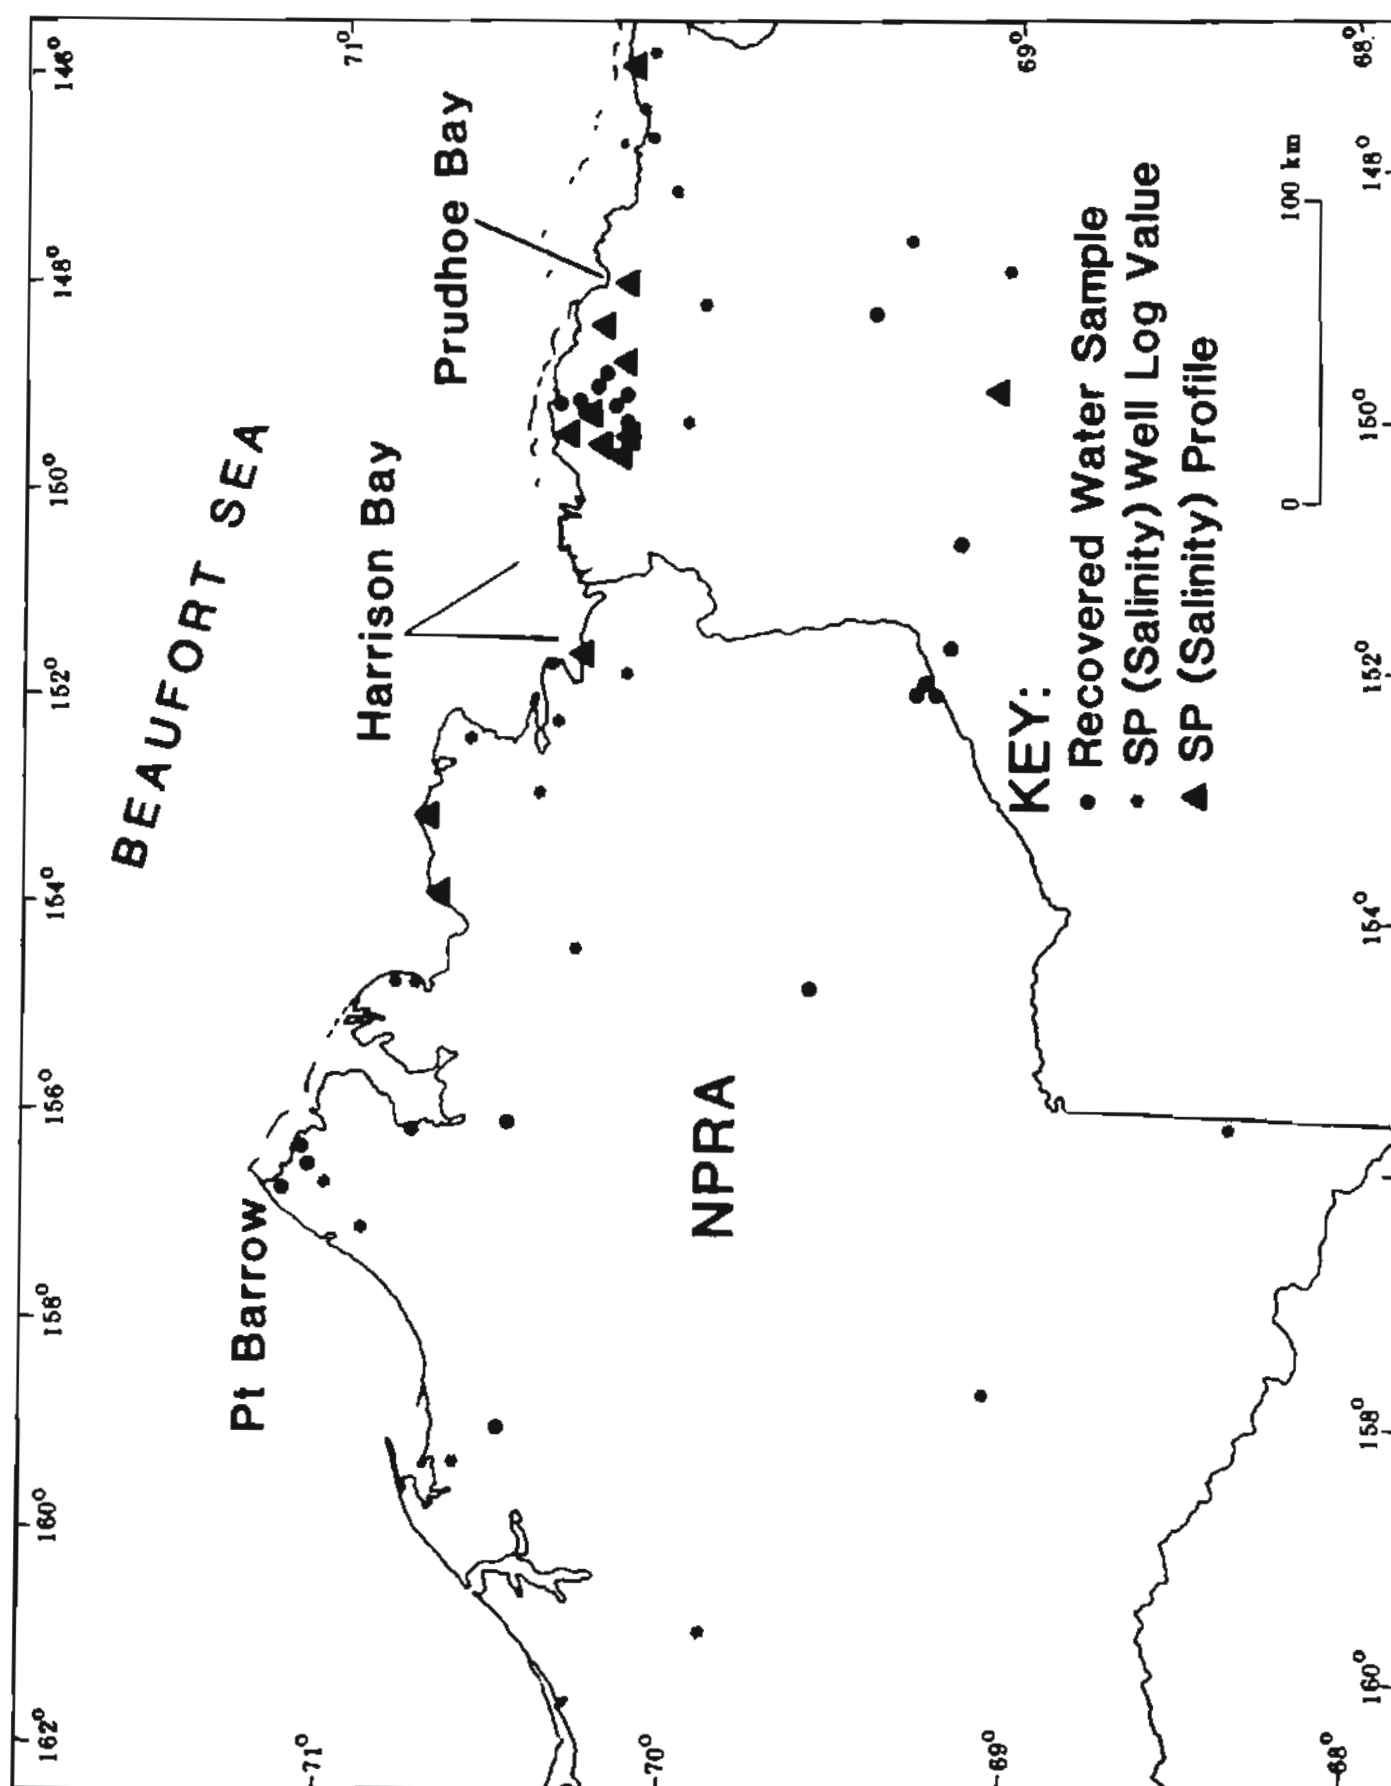 162° 160° 158° 156° 154° 152° 150° 148° 146°
BEAUFORT SEA
Pt Barrow
Harrison Bay
Prudhoe Bay
71° 71°
70°
NPRA
69° 69°
KEY:
Recovered Water Sample
SP (Salinity) Well Log Value
SP (Salinity) Profile
0 100 km
68° 68°
160° 158° 154° 152° 150° 148°